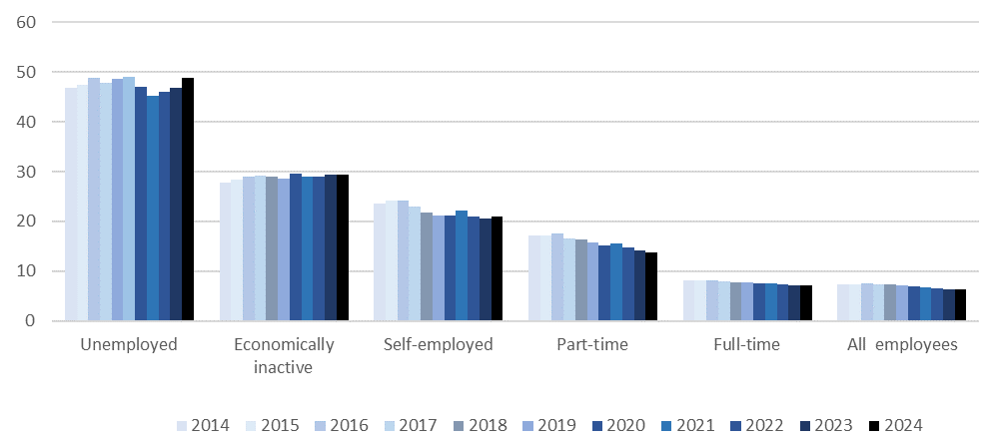 60
50
40
30
20
10
0
Unemployed
Economically
inactive
Self-employed
Part-time
Full-time
All employees
2014 2015 2016 2017 2018 2019 2020 2021 2022 2023 2024